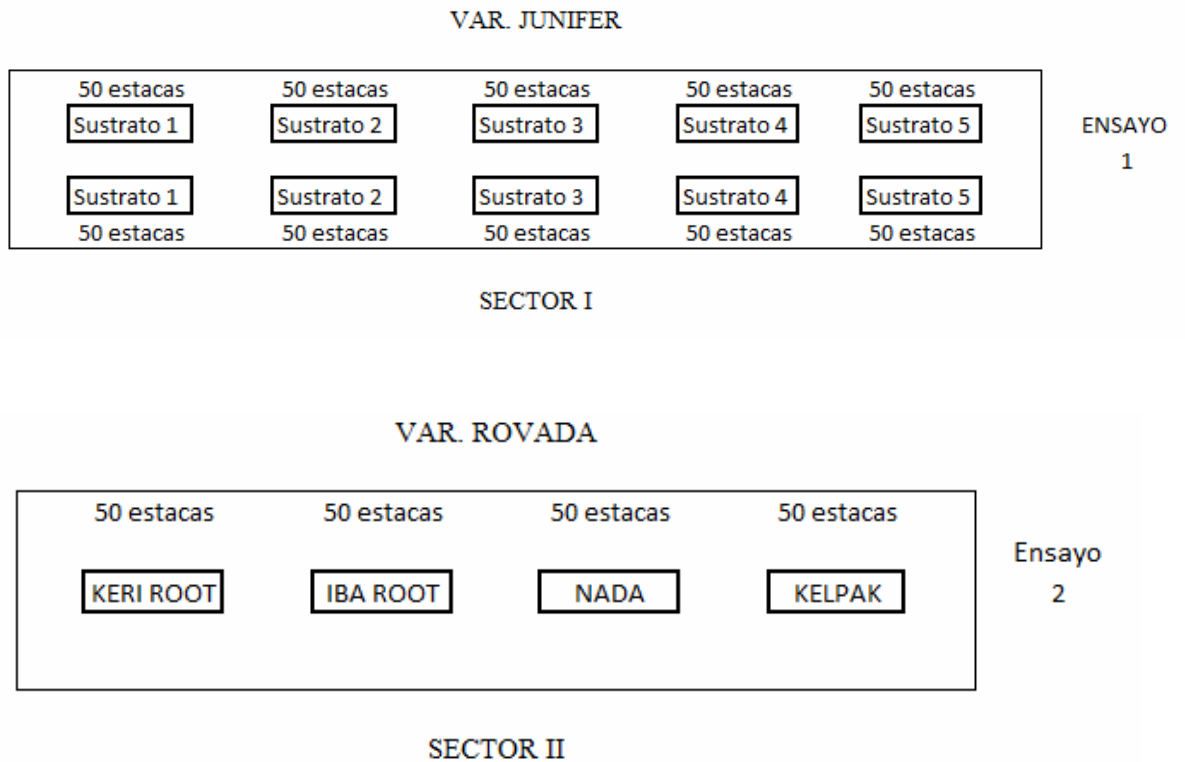 VAR. JUNIFER
50 estacas 50 estacas 50 estacas 50 estacas 50 estacas
Sustrato 1 Sustrato 2 Sustrato 3 Sustrato 4 Sustrato 5
ENSAYO
1
Sustrato 1 Sustrato 2 Sustrato 3 Sustrato 4 Sustrato 5
50 estacas 50 estacas 50 estacas 50 estacas 50 estacas
SECTOR I
VAR. ROVADA
50 estacas 50 estacas 50 estacas 50 estacas
Ensayo
2
KERI ROOT IBA ROOT NADA KELPAK
SECTOR II